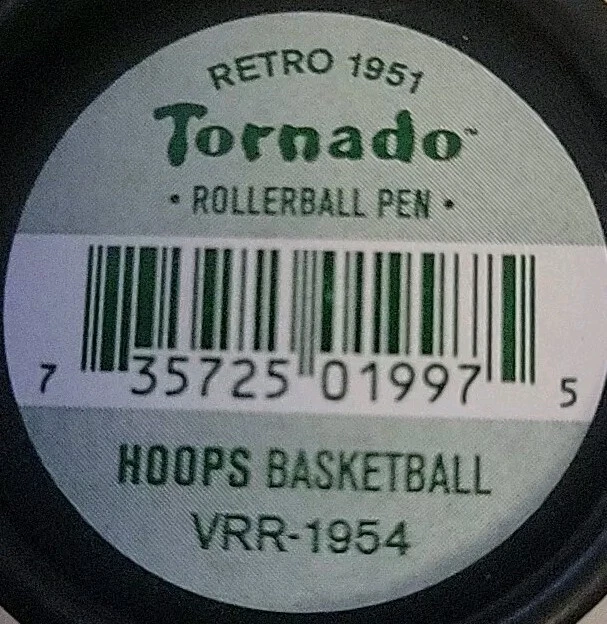 RETRO 1951
Tornado™
• ROLLERBALL PEN •
7 35725 01997 5
HOOPS BASKETBALL
VRR-1954